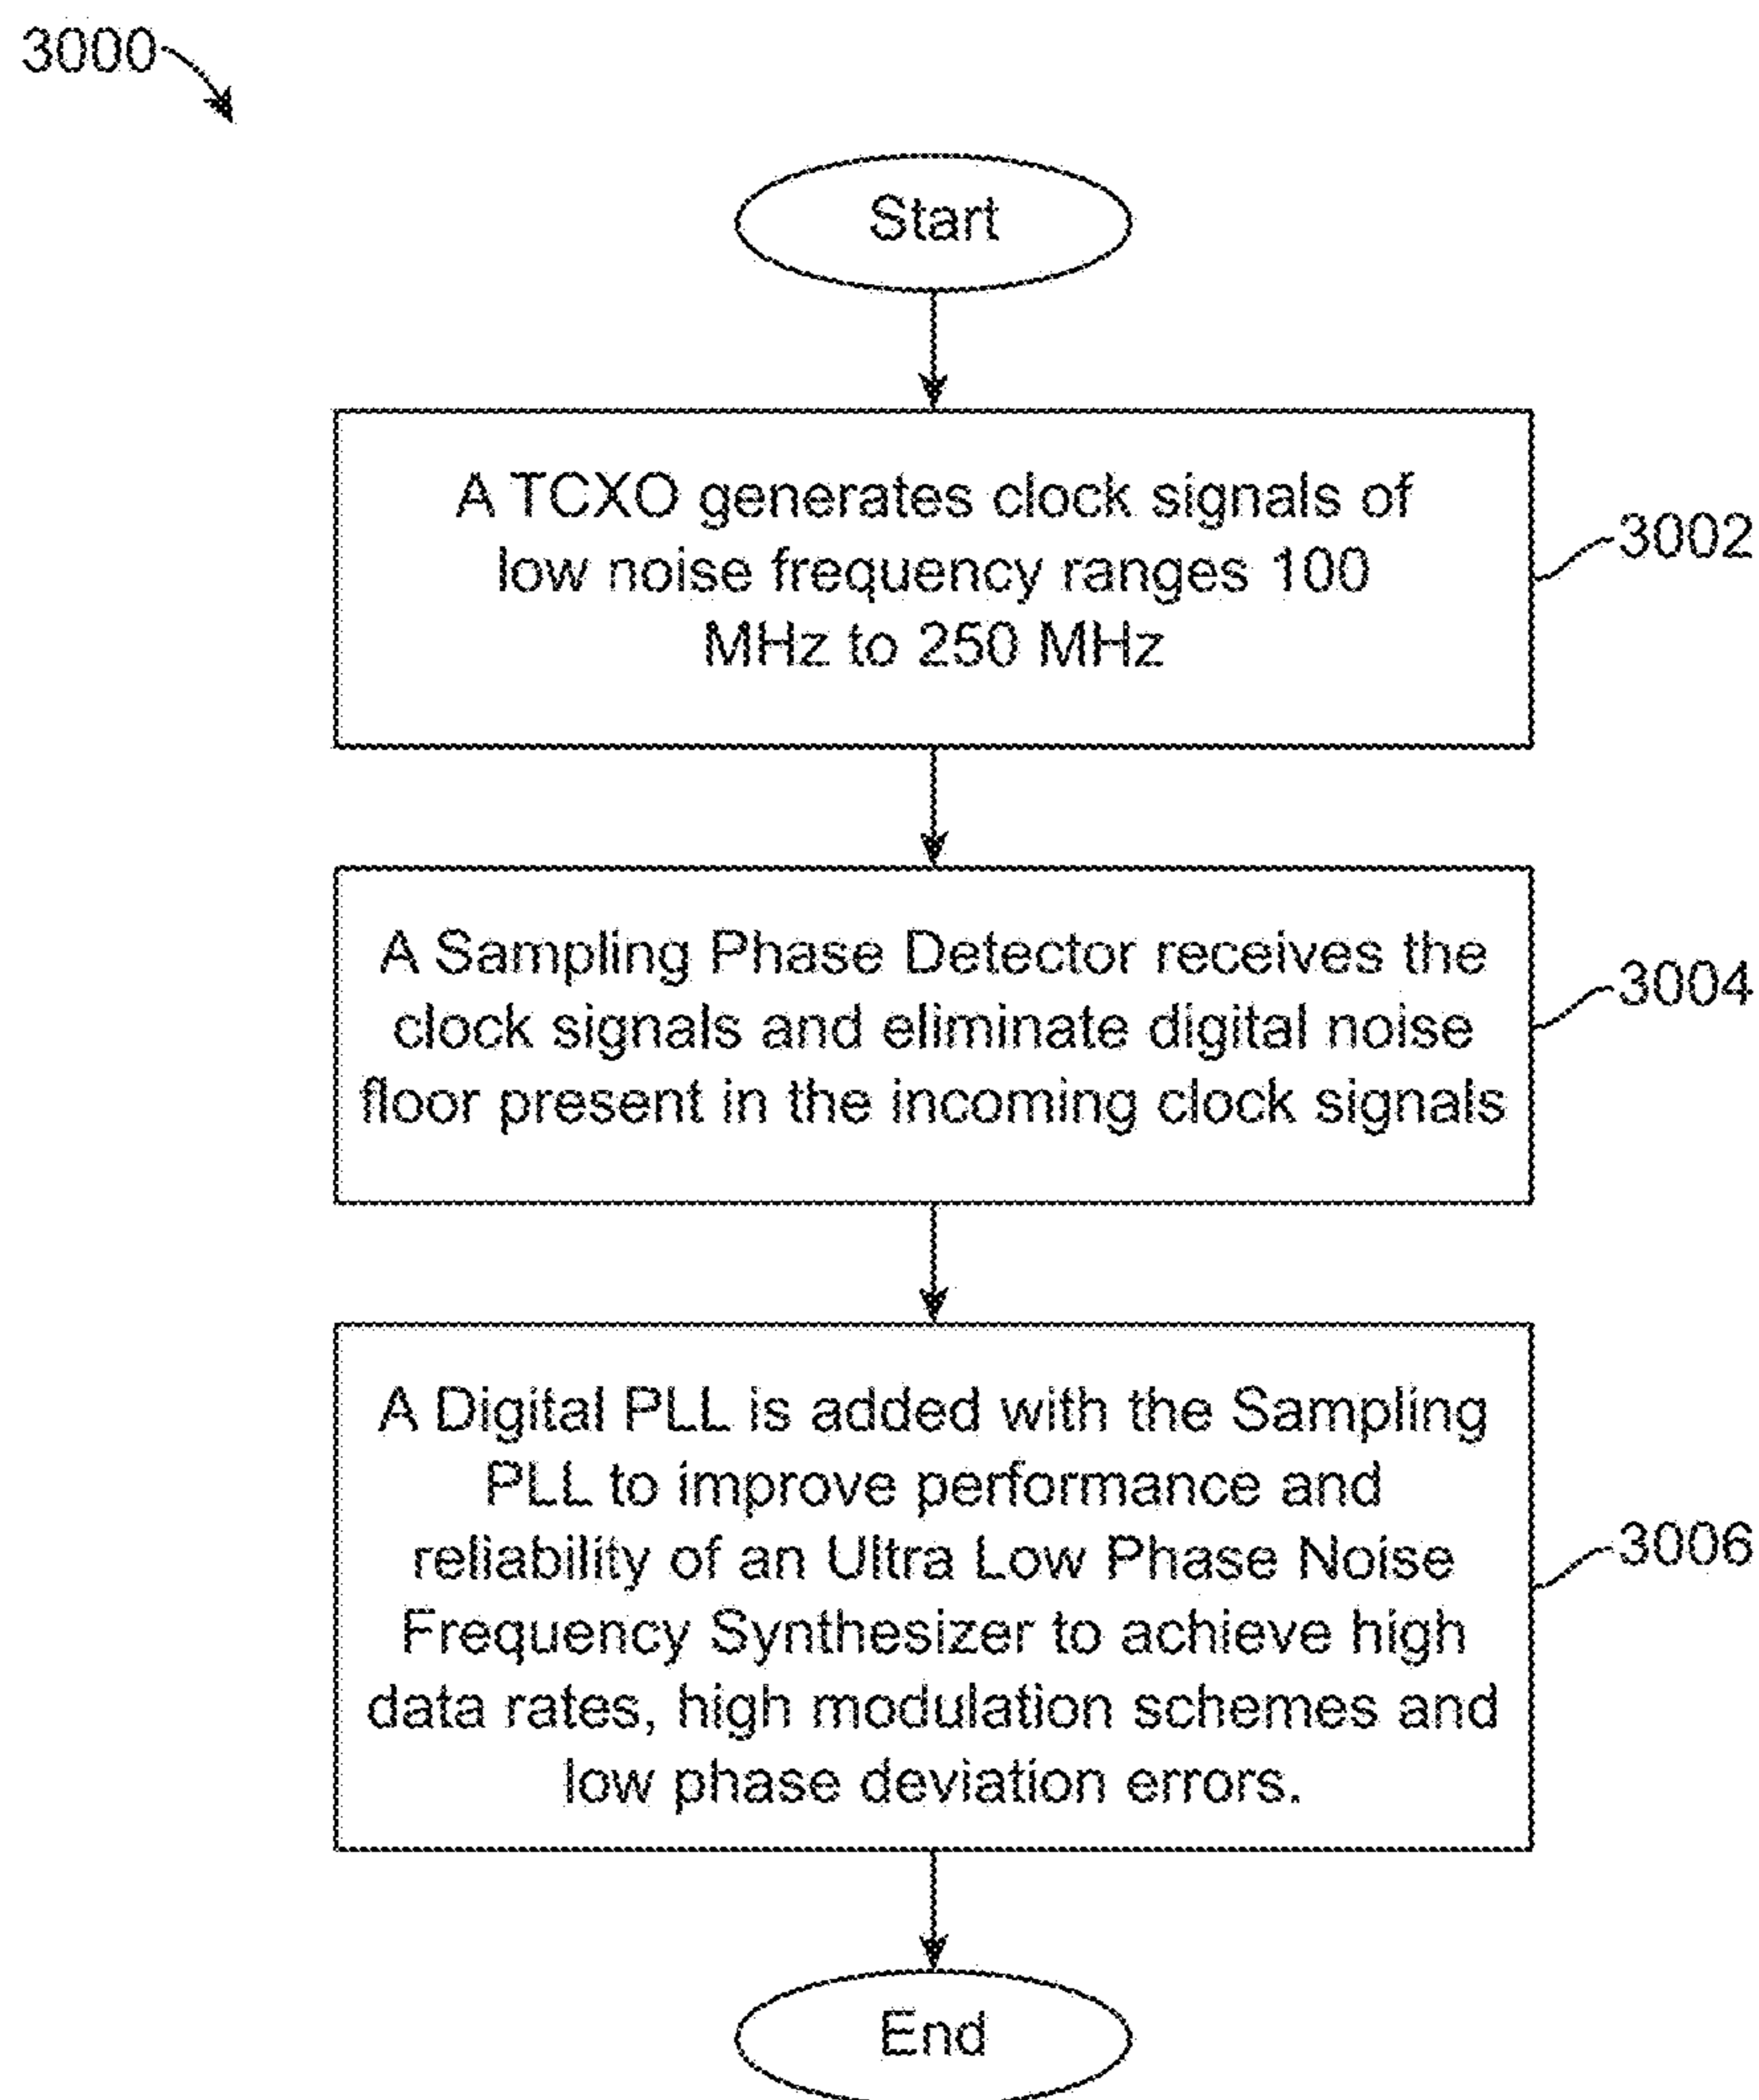 3000
Start
A TCXO generates clock signals of
low noise frequency ranges 100
MHz to 250 MHz
3002
A Sampling Phase Detector receives the
clock signals and eliminate digital noise
floor present in the incoming clock signals
3004
A Digital PLL is added with the Sampling
PLL to improve performance and
reliability of an Ultra Low Phase Noise
Frequency Synthesizer to achieve high
data rates, high modulation schemes and
low phase deviation errors.
3006
End